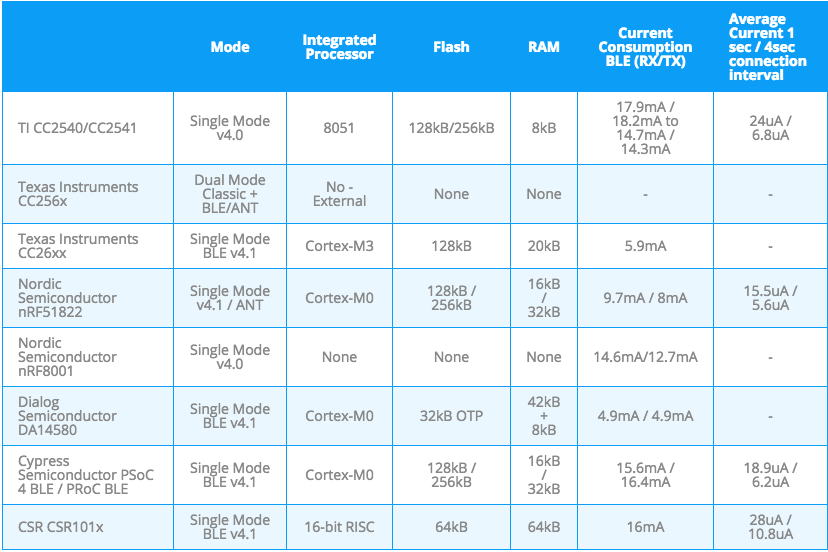 Mode
Integrated
Processor
Flash
RAM
Current
Consumption
BLE (RX/TX)
Average
Current 1
sec / 4sec
connection
interval
TI CC2540/CC2541
Single Mode
v4.0
8051
128kB/256kB
8kB
17.9mA /
18.2mA to
14.7mA /
14.3mA
24uA /
6.8uA
Texas Instruments
CC256x
Dual Mode
Classic +
BLE/ANT
No -
External
None
None
-
-
Texas Instruments
CC26xx
Single Mode
BLE v4.1
Cortex-M3
128kB
20kB
5.9mA
-
Nordic
Semiconductor
nRF51822
Single Mode
v4.1 / ANT
Cortex-M0
128kB /
256kB
16kB
/
32kB
9.7mA / 8mA
15.5uA /
5.6uA
Nordic
Semiconductor
nRF8001
Single Mode
v4.0
None
None
None
14.6mA/12.7mA
-
Dialog
Semiconductor
DA14580
Single Mode
BLE v4.1
Cortex-M0
32kB OTP
42kB
+
8kB
4.9mA / 4.9mA
-
Cypress
Semiconductor PSoC
4 BLE / PRoC BLE
Single Mode
BLE v4.1
Cortex-M0
128kB /
256kB
16kB
/
32kB
15.6mA /
16.4mA
18.9uA /
6.2uA
CSR CSR101x
Single Mode
BLE v4.1
16-bit RISC
64kB
64kB
16mA
28uA /
10.8uA